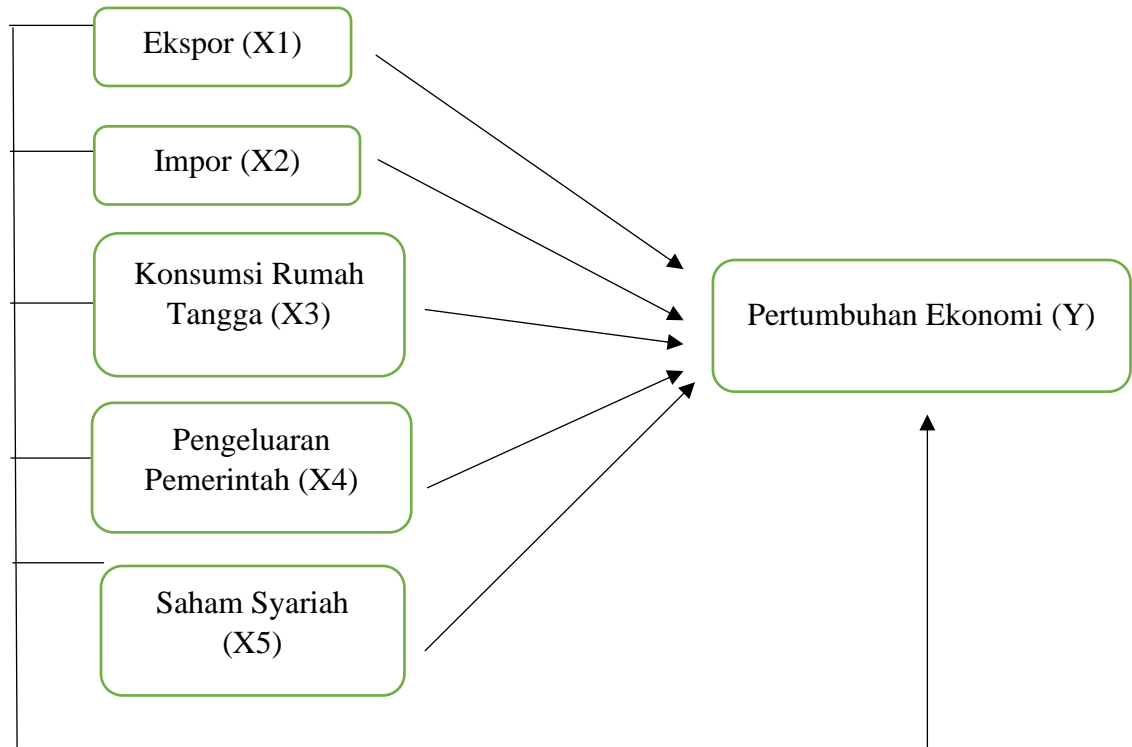 Ekspor (X1)
Impor (X2)
Konsumsi Rumah
Tangga (X3)
Pertumbuhan Ekonomi (Y)
Pengeluaran
Pemerintah (X4)
Saham Syariah
(X5)